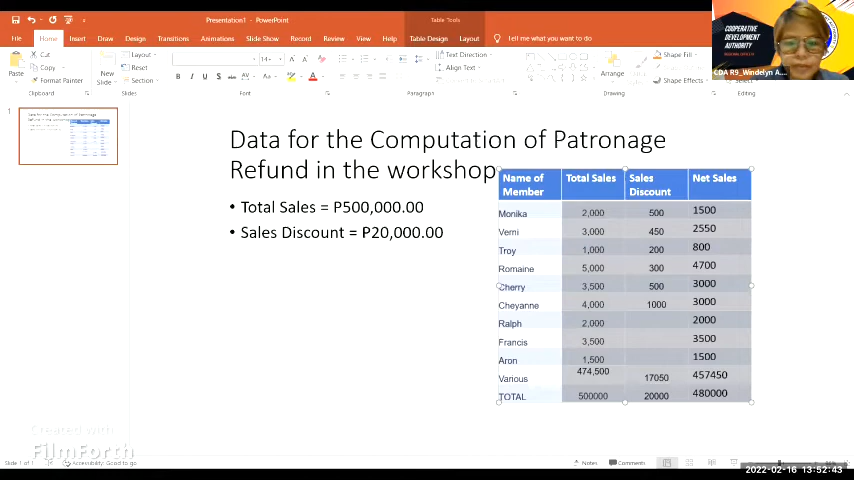 Presentation1 - PowerPoint
Table Tools
File Home Insert Draw Design Transitions Animations Slide Show Record Review View Help Table Design Layout Tell me what you want to do
Paste
Cut
Copy
Format Painter
New
Slide
Layout
Reset
Section
14
B I U S
Text Direction
Align Text
Arrange
Shape Fill
Shape Effects
Clipboard Slides Font Paragraph Drawing Editing
COOPERATIVE
DEVELOPMENT
AUTHORITY
CDA R9_Windelyn A....
1
Data for the Computation of Patronage
Refund in the workshop
• Total Sales = P500,000.00
• Sales Discount = P20,000.00
Name of Member Total Sales Sales Discount Net Sales
Monika 2,000 500 1500
Verni 3,000 450 2550
Troy 1,000 200 800
Romaine 5,000 300 4700
Cherry 3,500 500 3000
Cheyanne 4,000 1000 3000
Ralph 2,000 2000
Francis 3,500 3500
Aron 1,500 1500
Various 474,500 17050 457450
TOTAL 500000 20000 480000
Created with
FilmForth
Slide 1 of 1 Accessibility: Good to go Notes Comments
2022-02-16 13:52:43